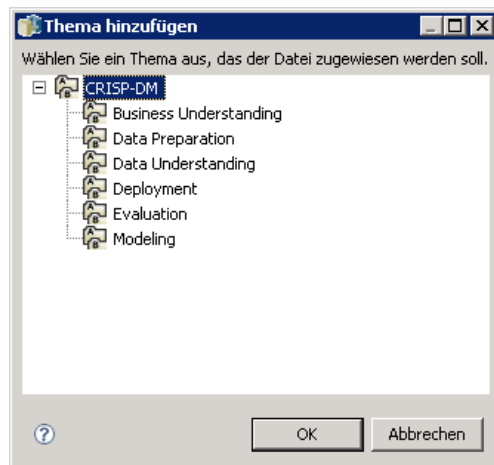 Thema hinzufügen
Wählen Sie ein Thema aus, das der Datei zugewiesen werden soll.
CRISP-DM
Business Understanding
Data Preparation
Data Understanding
Deployment
Evaluation
Modeling
OK Abbrechen